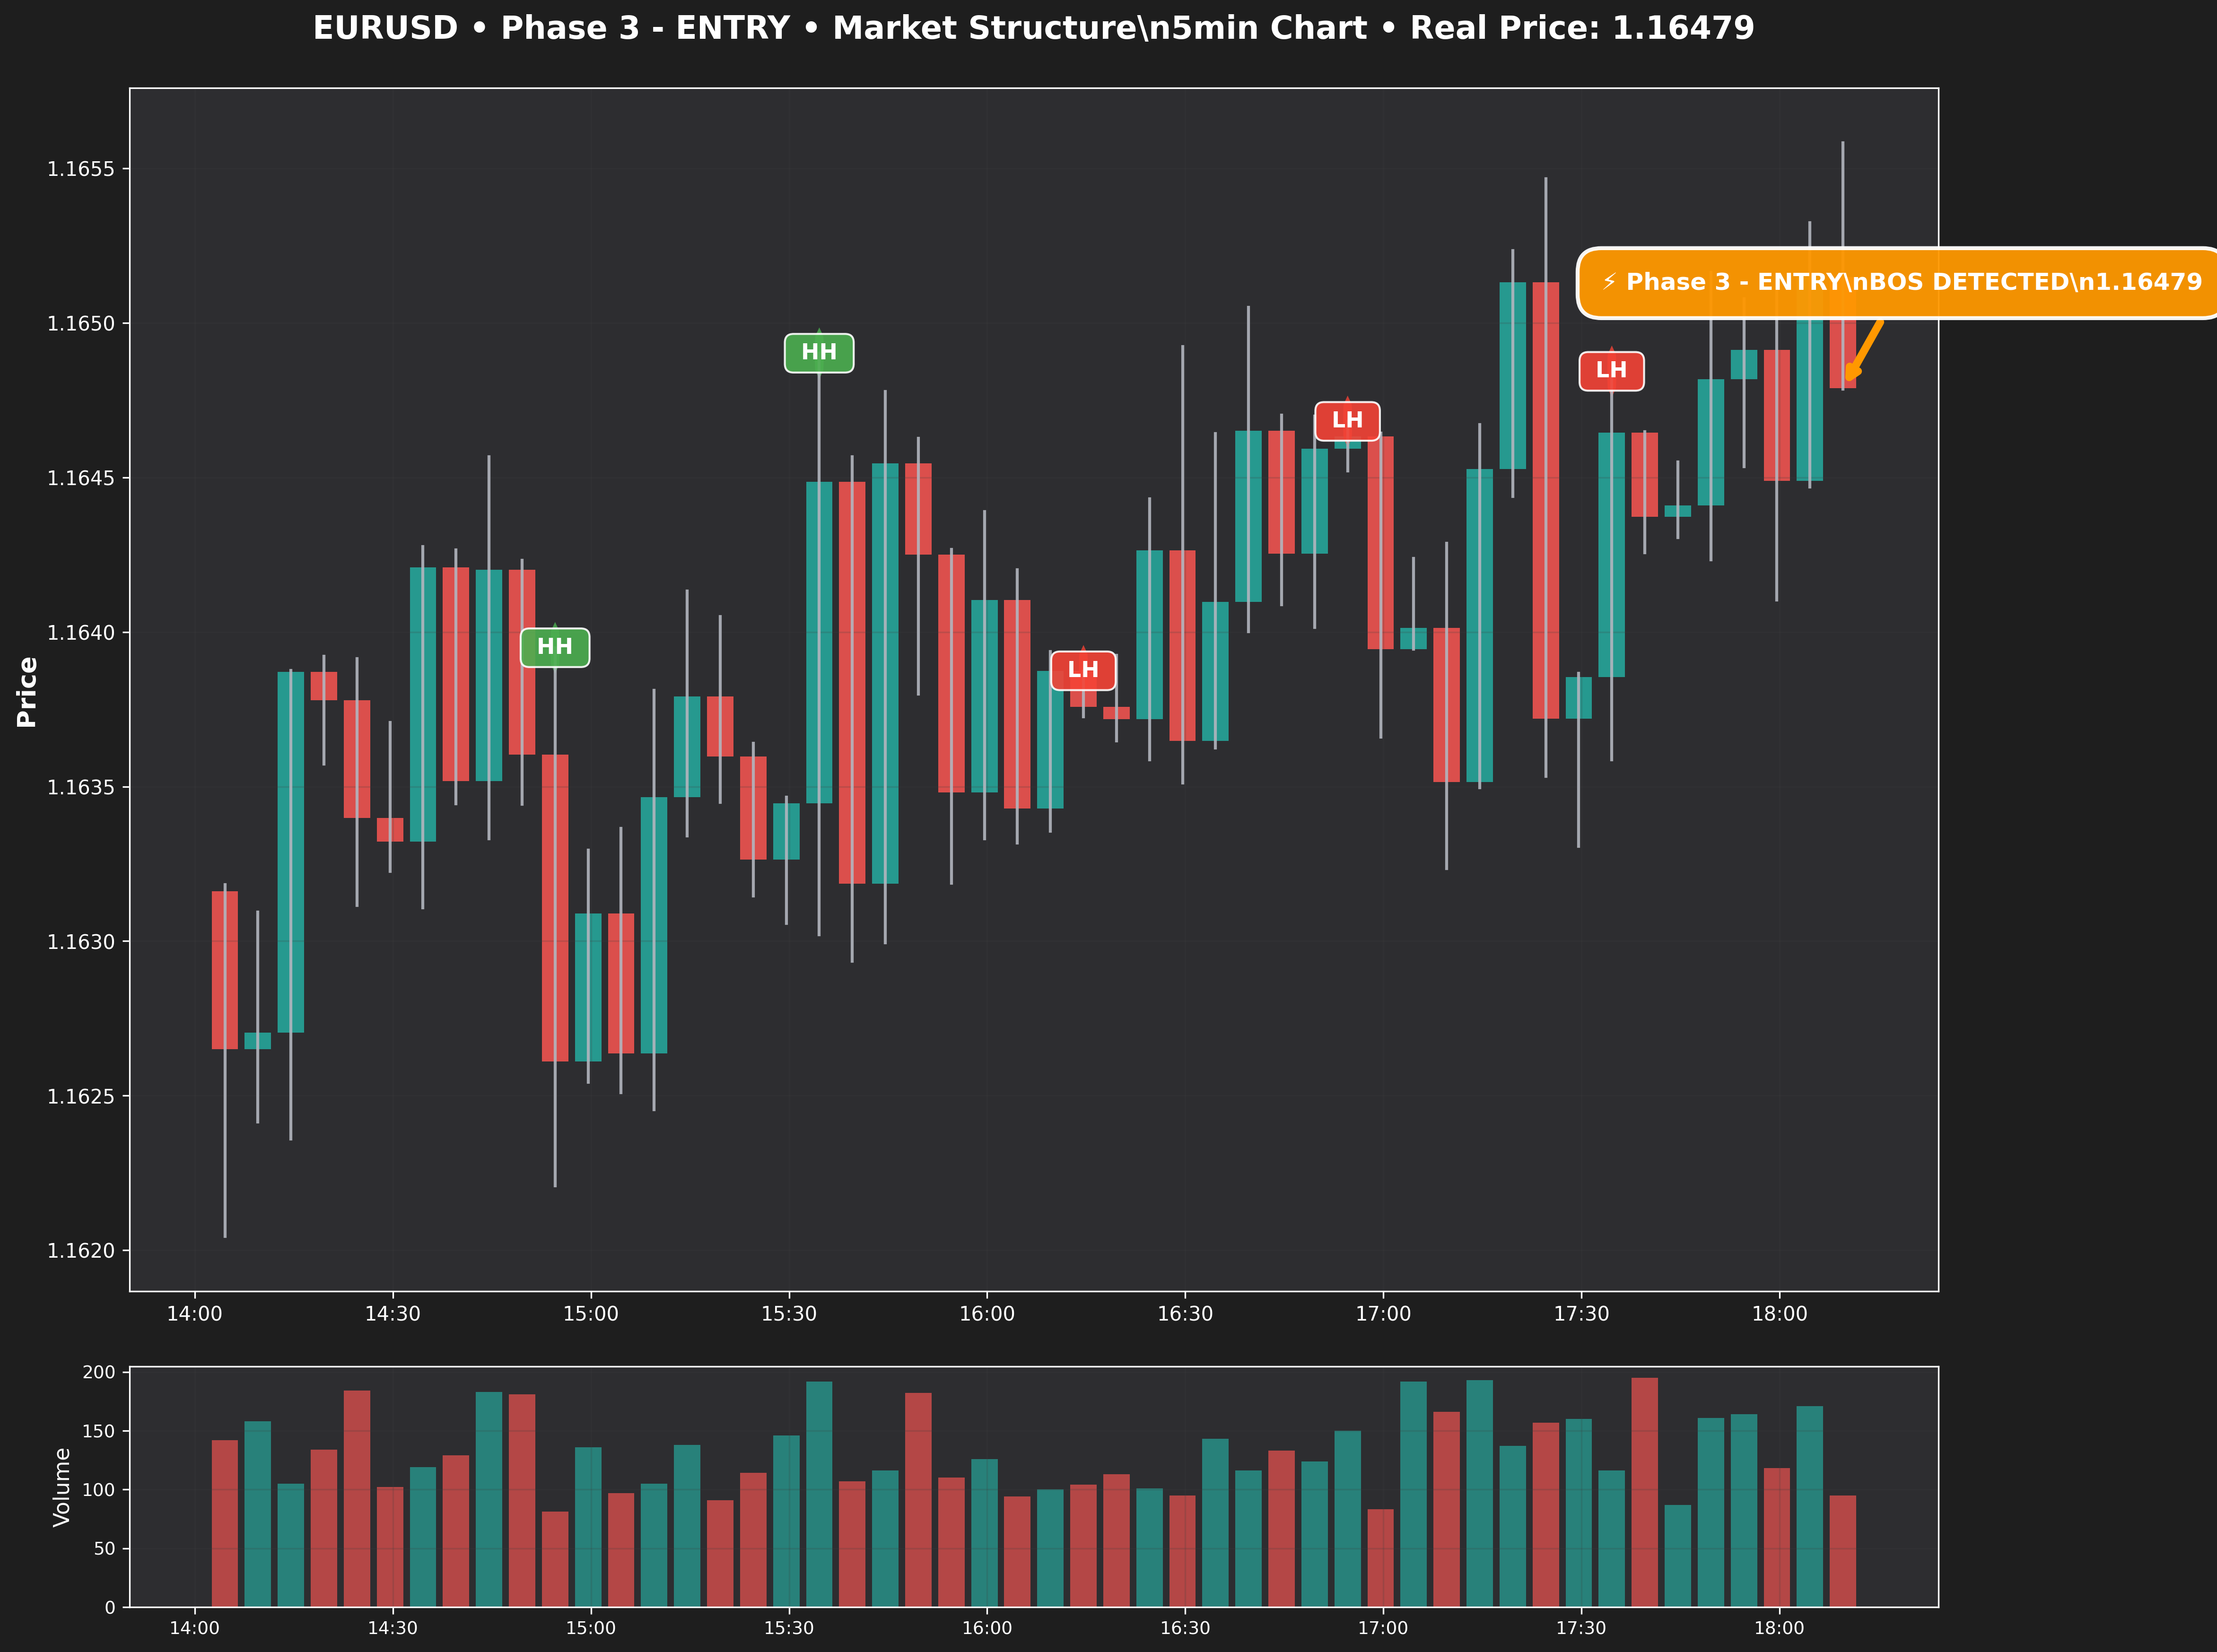 EURUSD • Phase 3 - ENTRY • Market Structure\n5min Chart • Real Price: 1.16479
Price
1.1655
1.1650
1.1645
1.1640
1.1635
1.1630
1.1625
1.1620
HH
HH
LH
LH
LH
⚡ Phase 3 - ENTRY\nBOS DETECTED\n1.16479
14:00 14:30 15:00 15:30 16:00 16:30 17:00 17:30 18:00
Volume
200
150
100
50
0
14:00 14:30 15:00 15:30 16:00 16:30 17:00 17:30 18:00